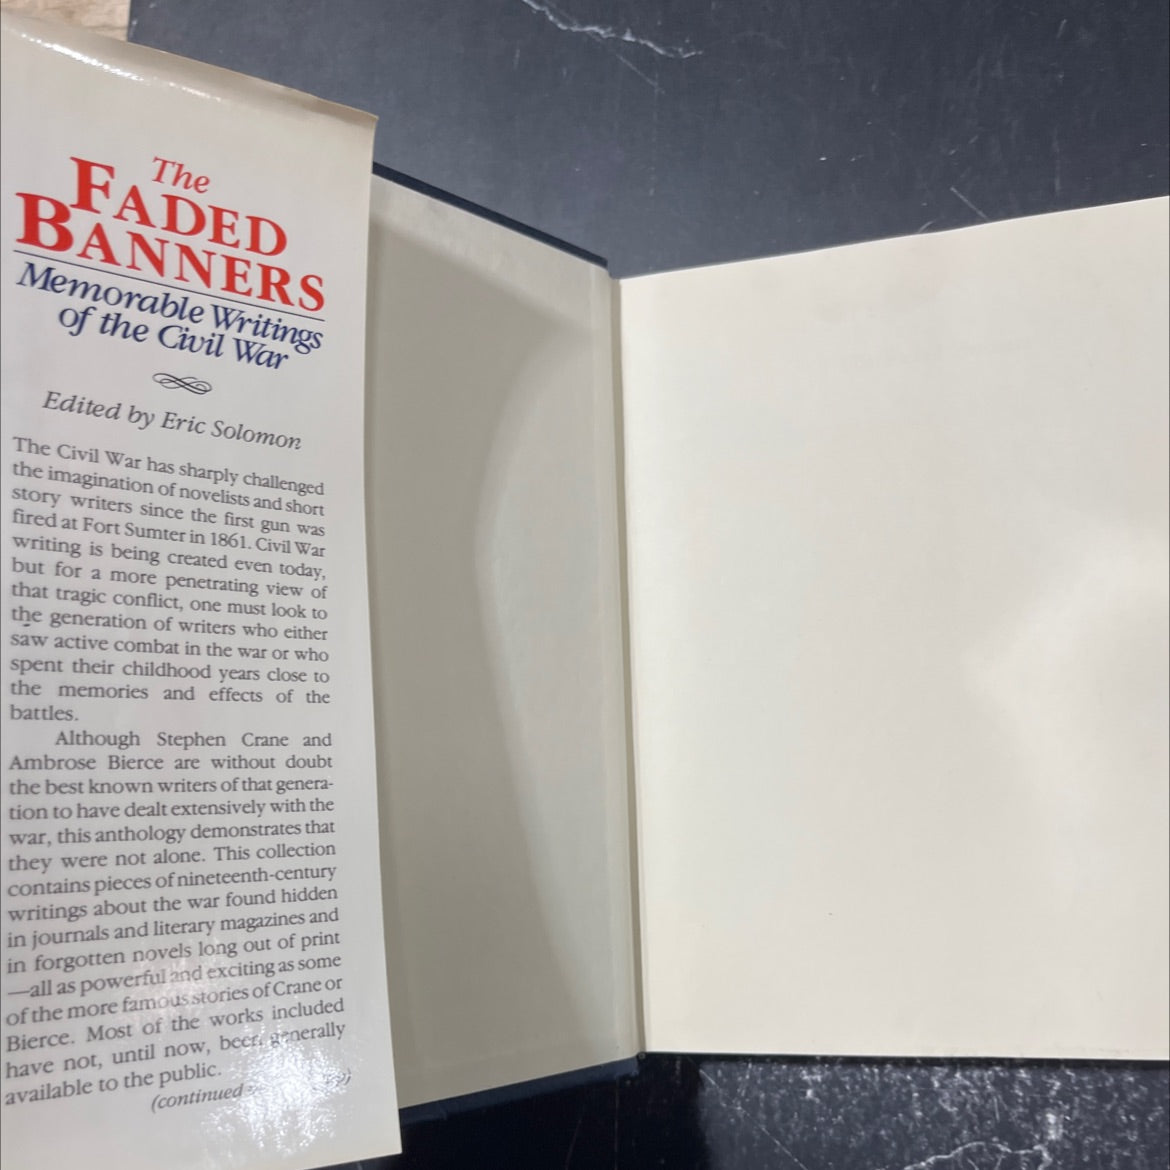 The
FADED
BANNERS
Memorable Writings
of the Civil War
Edited by Eric Solomon
The Civil War has sharply challenged
the imagination of novelists and short
story writers since the first gun was
fired at Fort Sumter in 1861. Civil War
writing is being created even today,
but for a more penetrating view of
that tragic conflict, one must look to
the generation of writers who either
saw active combat in the war or who
spent their childhood years close to
the memories and effects of the
battles.
Although Stephen Crane and
Ambrose Bierce are without doubt
the best known writers of that genera-
tion to have dealt extensively with the
war, this anthology demonstrates that
they were not alone. This collection
contains pieces of nineteenth-century
writings about the war found hidden
in journals and literary magazines and
in forgotten novels long out of print
—all as powerful and exciting as some
of the more famous stories of Crane or
Bierce. Most of the works included
have not, until now, been generally
available to the public.
(continued